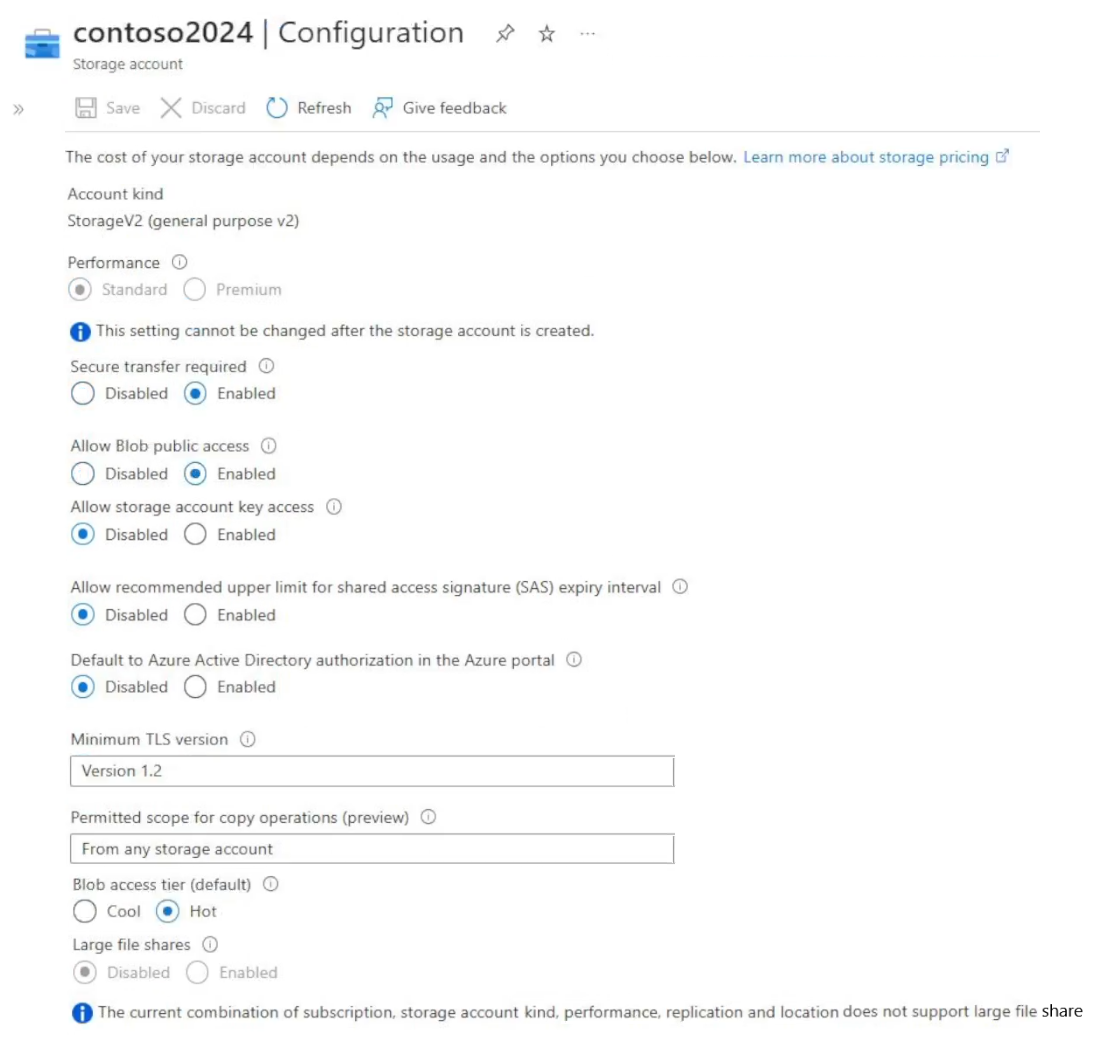 contoso2024 | Configuration
Storage account
Save Discard Refresh Give feedback
The cost of your storage account depends on the usage and the options you choose below. Learn more about storage pricing
Account kind
StorageV2 (general purpose v2)
Performance
Standard Premium
This setting cannot be changed after the storage account is created.
Secure transfer required
Disabled Enabled
Allow Blob public access
Disabled Enabled
Allow storage account key access
Disabled Enabled
Allow recommended upper limit for shared access signature (SAS) expiry interval
Disabled Enabled
Default to Azure Active Directory authorization in the Azure portal
Disabled Enabled
Minimum TLS version
Version 1.2
Permitted scope for copy operations (preview)
From any storage account
Blob access tier (default)
Cool Hot
Large file shares
Disabled Enabled
The current combination of subscription, storage account kind, performance, replication and location does not support large file share